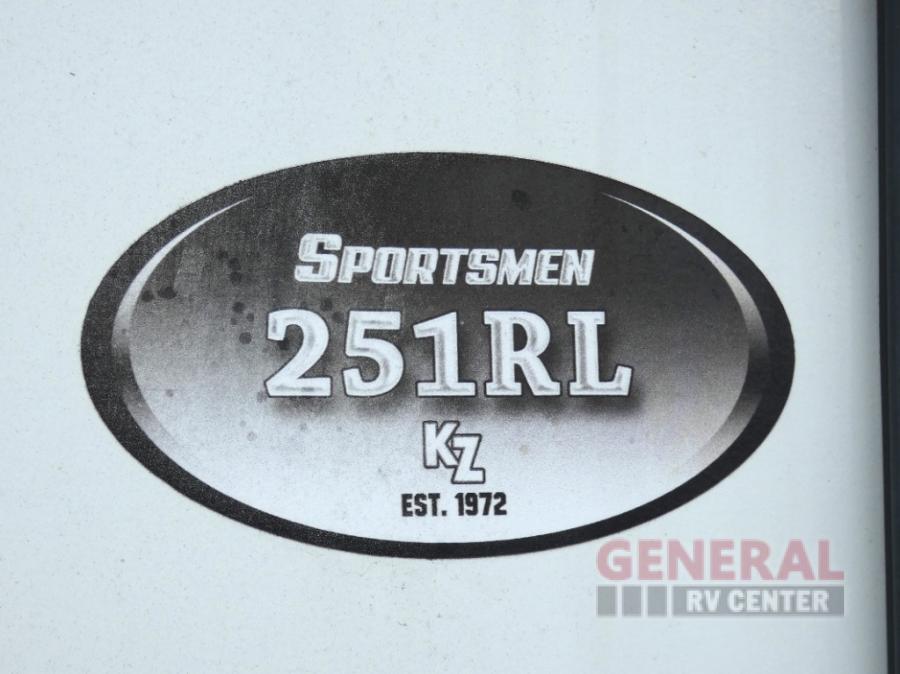 SPORTSMEN
251RL
KZ
EST. 1972
GENERAL
RV CENTER